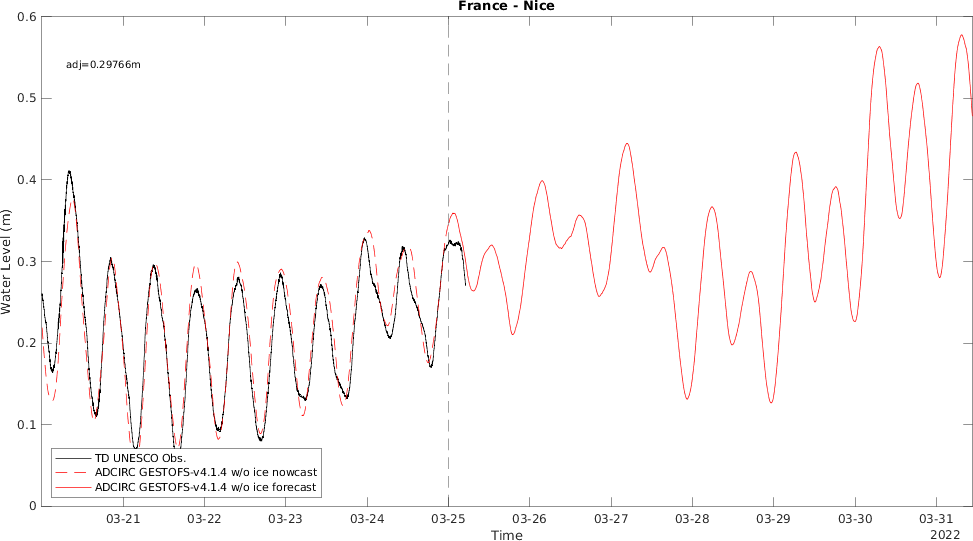 France - Nice
adj=0.29766m
Water Level (m)
0.6
0.5
0.4
0.3
0.2
0.1
0
TD UNESCO Obs.
ADCIRC GESTOFS-v4.1.4 w/o ice nowcast
ADCIRC GESTOFS-v4.1.4 w/o ice forecast
03-21 03-22 03-23 03-24 03-25 03-26 03-27 03-28 03-29 03-30 03-31
Time
2022